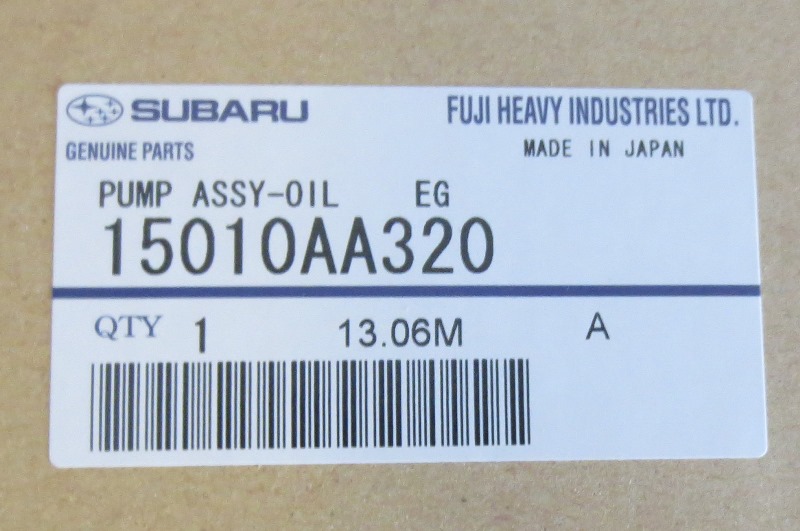 SUBARU FUJI HEAVY INDUSTRIES LTD.
GENUINE PARTS MADE IN JAPAN
PUMP ASSY-OIL EG
15010AA320
QTY 1 13.06M A